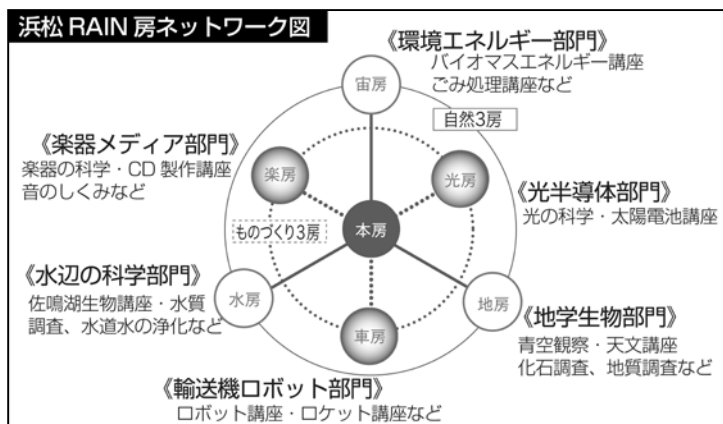 浜松 RAIN 房ネットワーク図
《環境エネルギー部門》
バイオマスエネルギー講座
ごみ処理講座など
宙房
自然3房
《楽器メディア部門》
楽器の科学・CD 製作講座
音のしくみなど
楽房
光房
《光半導体部門》
光の科学・太陽電池講座
ものづくり3房
本房
《水辺の科学部門》
佐鳴湖生物講座・水質
調査、水道水の浄化など
水房
地房
車房
《地学生物部門》
青空観察・天文講座
化石調査、地質調査など
《輸送機ロボット部門》
ロボット講座・ロケット講座など